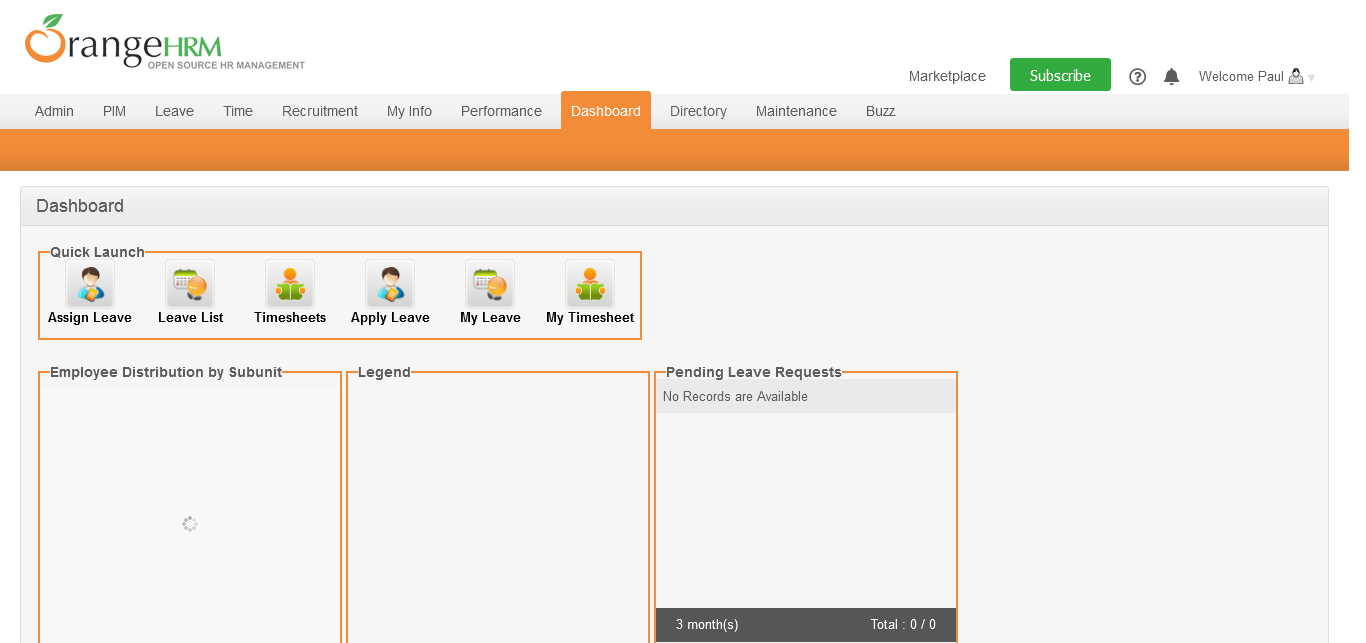 OrangeHRM
OPEN SOURCE HR MANAGEMENT
Marketplace Subscribe ? Welcome Paul
Admin PIM Leave Time Recruitment My Info Performance Dashboard Directory Maintenance Buzz
Dashboard
Quick Launch
Assign Leave Leave List Timesheets Apply Leave My Leave My Timesheet
Employee Distribution by Subunit Legend Pending Leave Requests
No Records are Available
3 month(s) Total : 0 / 0